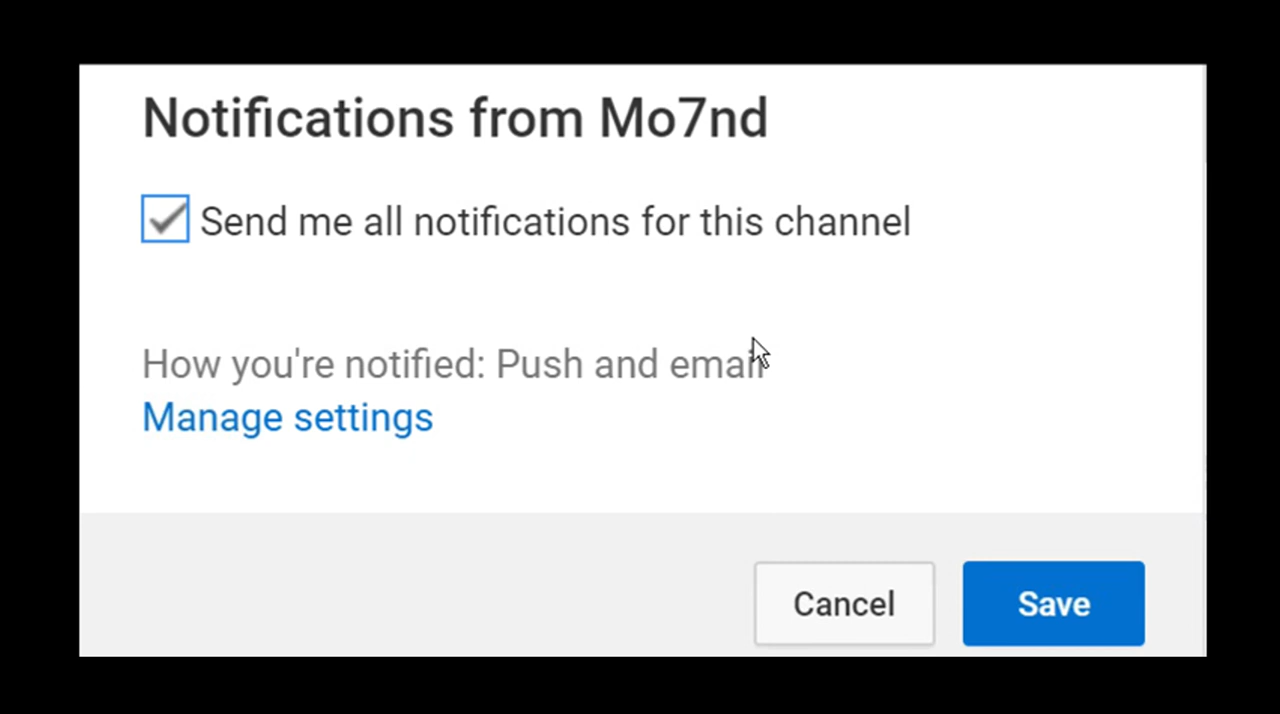 Notifications from Mo7nd
Send me all notifications for this channel
How you're notified: Push and email
Manage settings
Cancel
Save